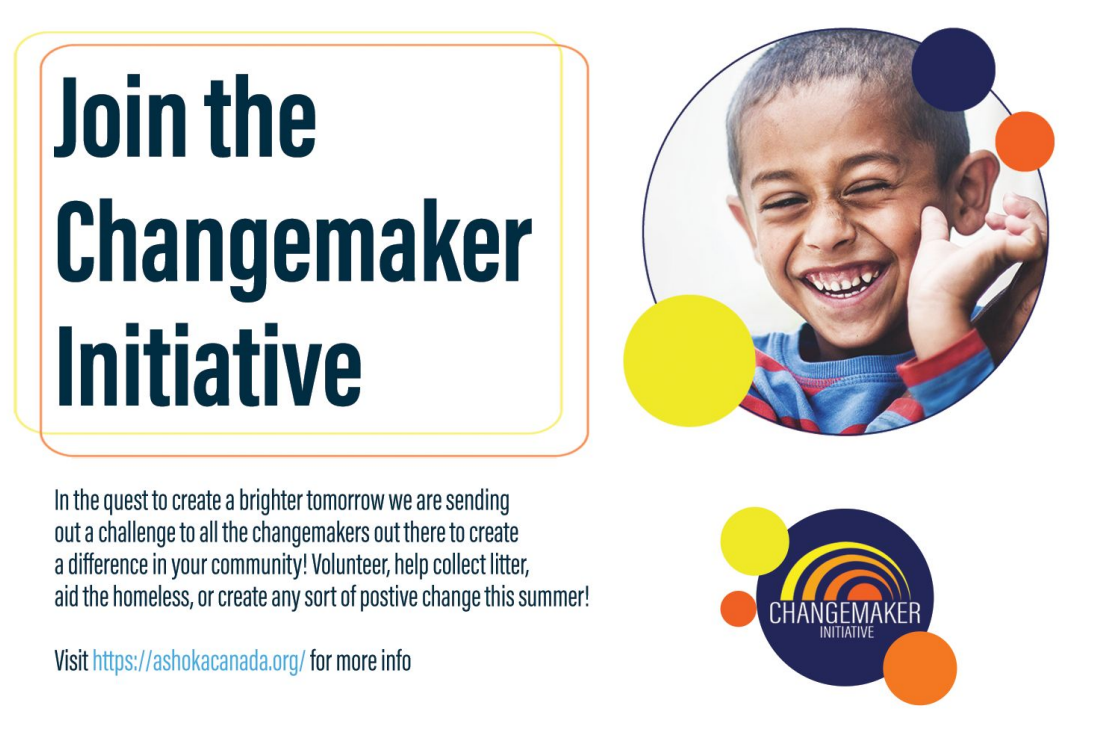 Join the
Changemaker
Initiative
In the quest to create a brighter tomorrow we are sending
out a challenge to all the changemakers out there to create
a difference in your community! Volunteer, help collect litter,
aid the homeless, or create any sort of postive change this summer!
Visit https://ashokacanada.org/ for more info
CHANGEMAKER
INITIATIVE